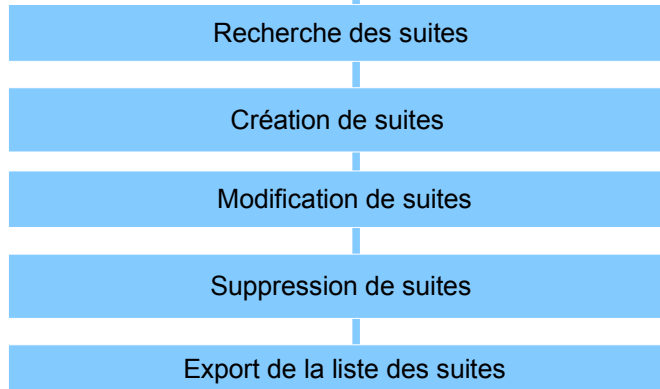 Recherche des suites
Création de suites
Modification de suites
Suppression de suites
Export de la liste des suites